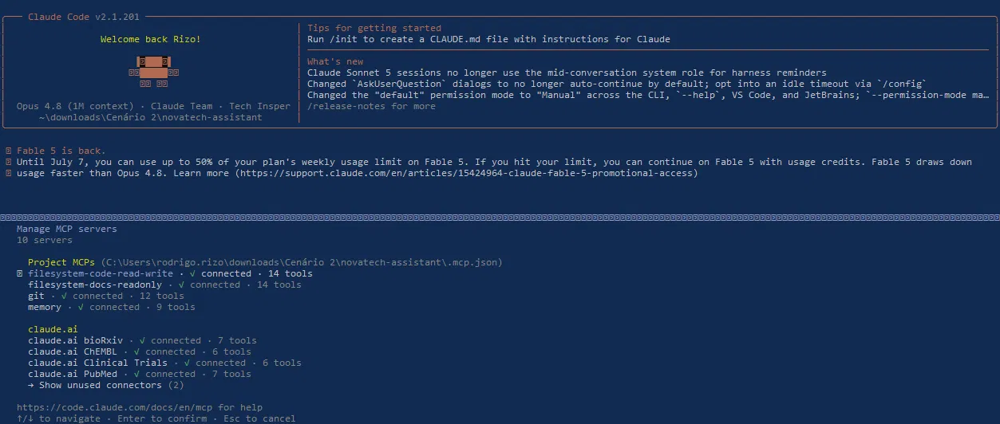 Claude Code v2.1.201
Welcome back Rizo!
Opus 4.8 (1M context) · Claude Team · Tech Insper
~\downloads\Cenário 2\novatech-assistant
Tips for getting started
Run /init to create a CLAUDE.md file with instructions for Claude
What's new
Claude Sonnet 5 sessions no longer use the mid-conversation system role for harness reminders
Changed `AskUserQuestion` dialogs to no longer auto-continue by default; opt into an idle timeout via `/config`
Changed the "default" permission mode to "Manual" across the CLI, `--help`, VS Code, and JetBrains; `--permission-mode ma…
/release-notes for more
Fable 5 is back.
Until July 7, you can use up to 50% of your plan's weekly usage limit on Fable 5. If you hit your limit, you can continue on Fable 5 with usage credits. Fable 5 draws down
usage faster than Opus 4.8. Learn more (https://support.claude.com/en/articles/15424964-claude-fable-5-promotional-access)
Manage MCP servers
10 servers
Project MCPs (C:\Users\rodrigo.rizo\downloads\Cenário 2\novatech-assistant\.mcp.json)
filesystem-code-read-write · √ connected · 14 tools
filesystem-docs-readonly · √ connected · 14 tools
git · √ connected · 12 tools
memory · √ connected · 9 tools
claude.ai
claude.ai bioRxiv · √ connected · 7 tools
claude.ai ChEMBL · √ connected · 6 tools
claude.ai Clinical Trials · √ connected · 6 tools
claude.ai PubMed · √ connected · 7 tools
→ Show unused connectors (2)
https://code.claude.com/docs/en/mcp for help
↑/↓ to navigate · Enter to confirm · Esc to cancel